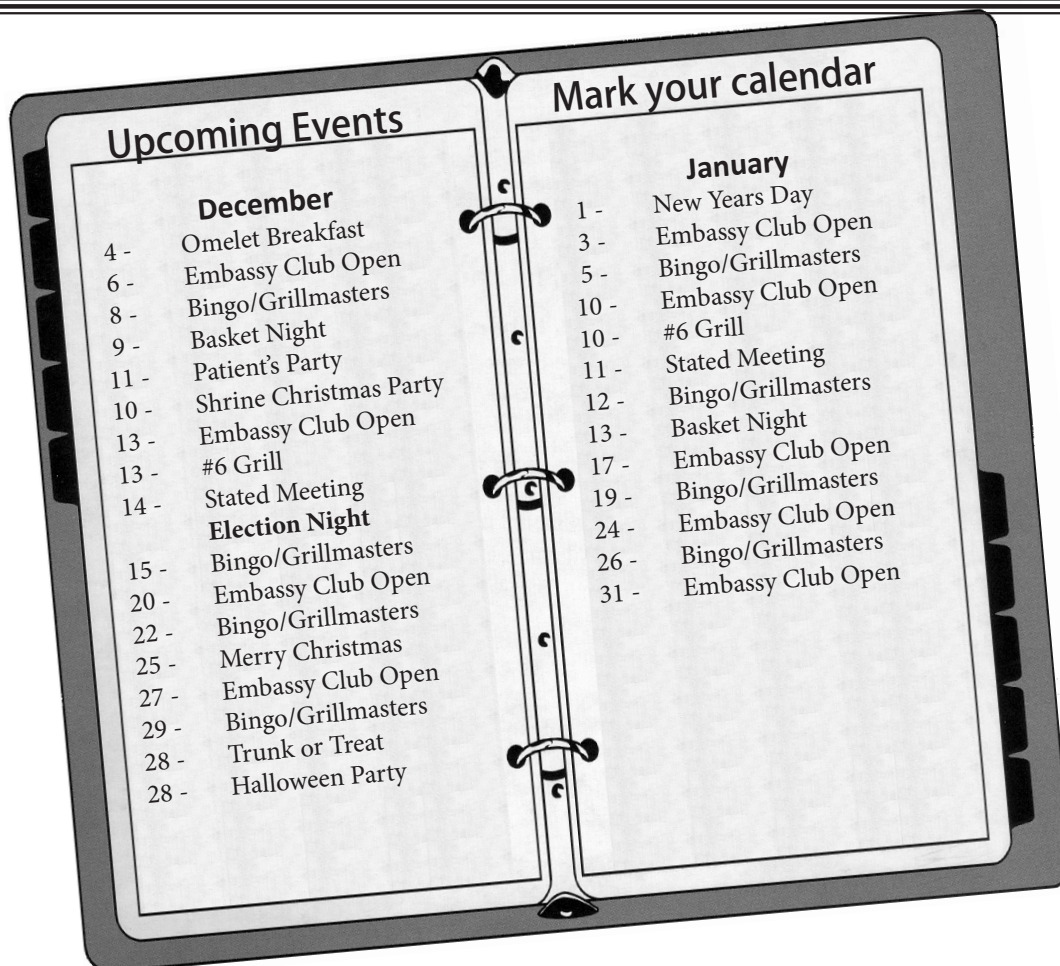 Upcoming Events
December
4 - Omelet Breakfast
6 - Embassy Club Open
8 - Bingo/Grillmasters
9 - Basket Night
11 - Patient's Party
10 - Shrine Christmas Party
13 - Embassy Club Open
13 - #6 Grill
14 - Stated Meeting
Election Night
15 - Bingo/Grillmasters
20 - Embassy Club Open
22 - Bingo/Grillmasters
25 - Merry Christmas
27 - Embassy Club Open
29 - Bingo/Grillmasters
28 - Trunk or Treat
28 - Halloween Party
Mark your calendar
January
1 - New Years Day
3 - Embassy Club Open
5 - Bingo/Grillmasters
10 - Embassy Club Open
10 - #6 Grill
11 - Stated Meeting
12 - Bingo/Grillmasters
13 - Basket Night
17 - Embassy Club Open
19 - Bingo/Grillmasters
24 - Embassy Club Open
26 - Bingo/Grillmasters
31 - Embassy Club Open